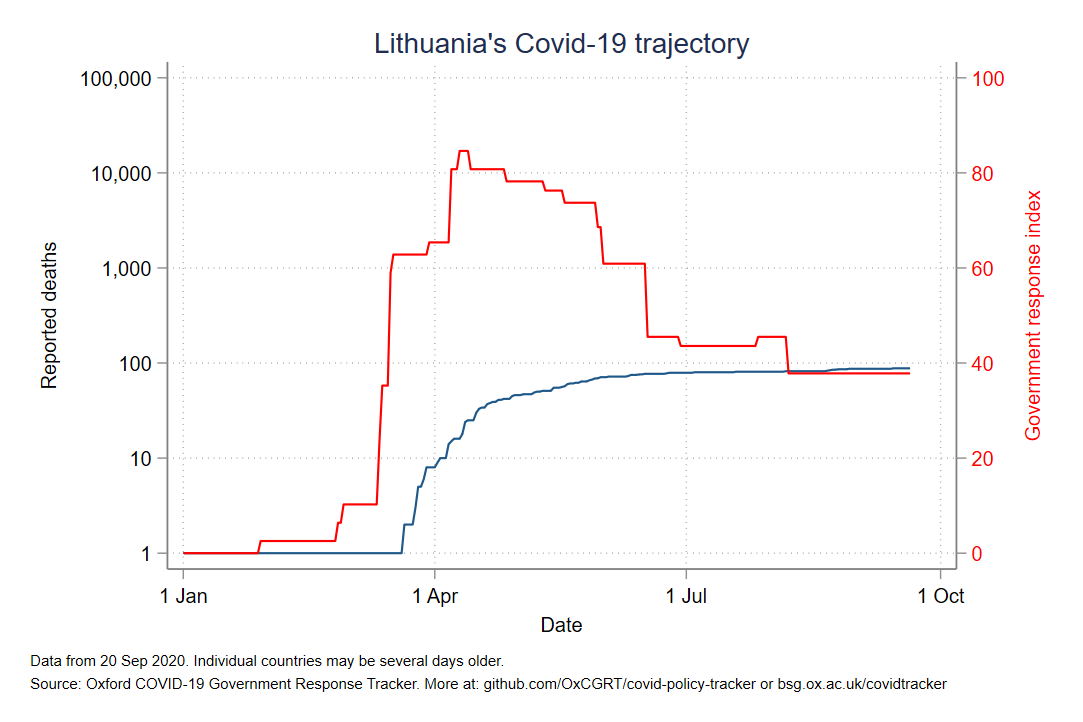 Lithuania's Covid-19 trajectory
100,000
10,000
1,000
100
10
1
Reported deaths
100
80
60
40
20
0
Government response index
1 Jan
1 Apr
1 Jul
1 Oct
Date
Data from 20 Sep 2020. Individual countries may be several days older.
Source: Oxford COVID-19 Government Response Tracker. More at: github.com/OxCGRT/covid-policy-tracker or bsg.ox.ac.uk/covidtracker